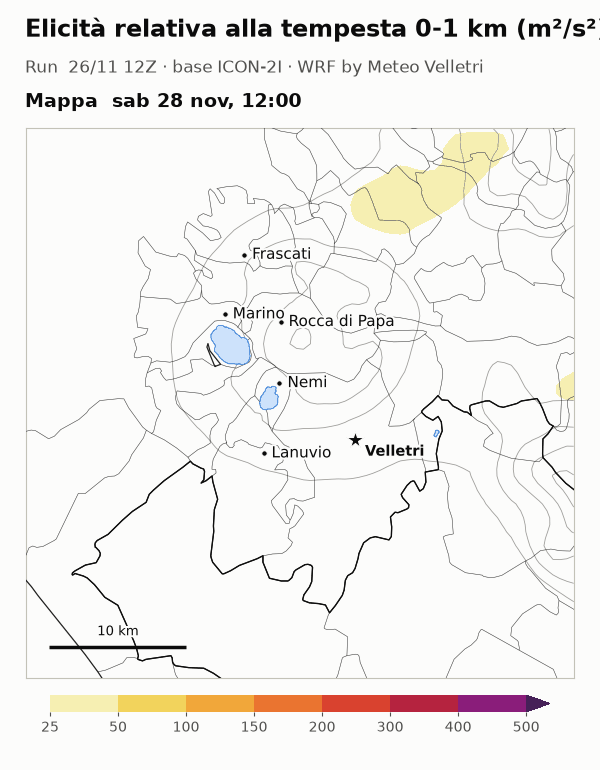 Elicità relativa alla tempesta 0-1 km (m²/s²)
Run 26/11 12Z · base ICON-2I · WRF by Meteo Velletri
Mappa sab 28 nov, 12:00
Frascati
Marino
Rocca di Papa
Nemi
Velletri
Lanuvio
10 km
25 50 100 150 200 300 400 500